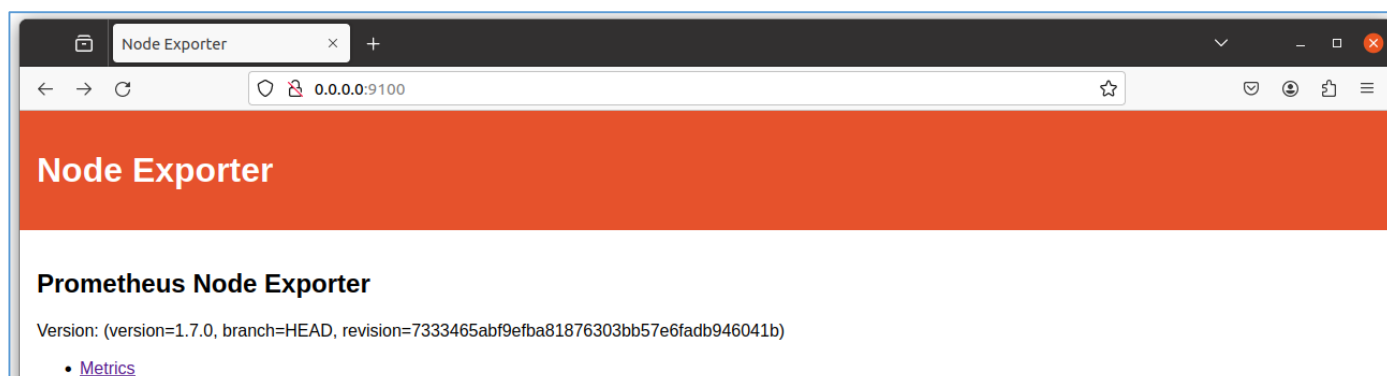 Node Exporter
0.0.0.0:9100
Node Exporter
Prometheus Node Exporter
Version: (version=1.7.0, branch=HEAD, revision=7333465abf9efba81876303bb57e6fadb946041b)
Metrics